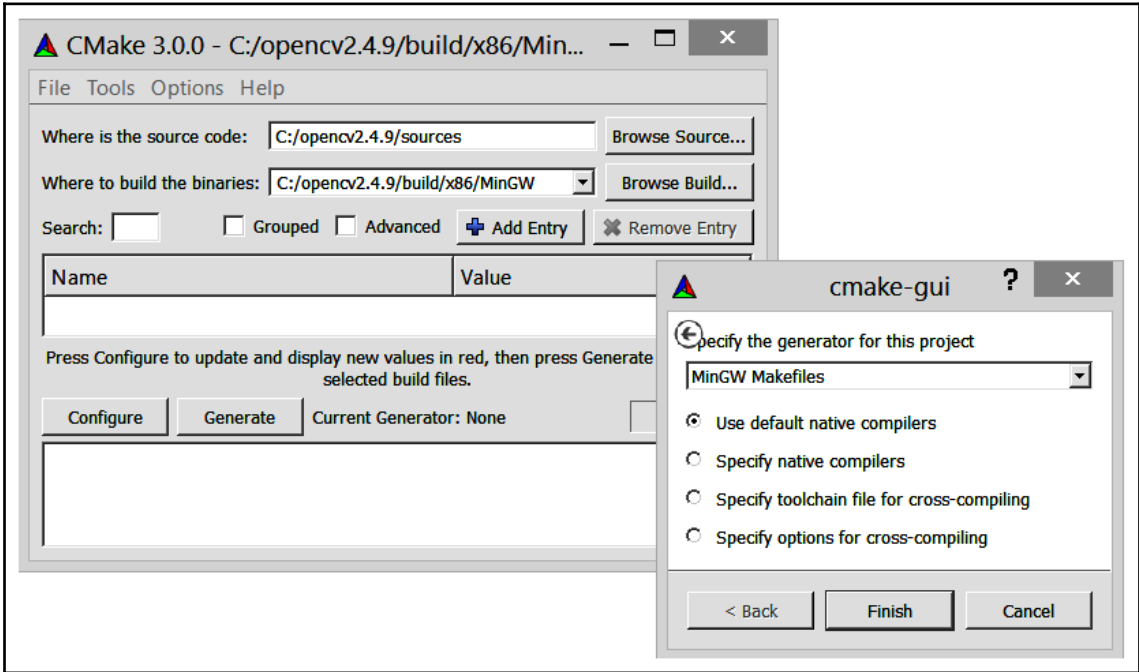 CMake 3.0.0 - C:/opencv2.4.9/build/x86/Min...
File Tools Options Help
Where is the source code: C:/opencv2.4.9/sources Browse Source...
Where to build the binaries: C:/opencv2.4.9/build/x86/MinGW Browse Build...
Search: Grouped Advanced Add Entry Remove Entry
Name Value
Press Configure to update and display new values in red, then press Generate
selected build files.
Configure Generate Current Generator: None
cmake-gui ?
pecify the generator for this project
MinGW Makefiles
Use default native compilers
Specify native compilers
Specify toolchain file for cross-compiling
Specify options for cross-compiling
< Back Finish Cancel